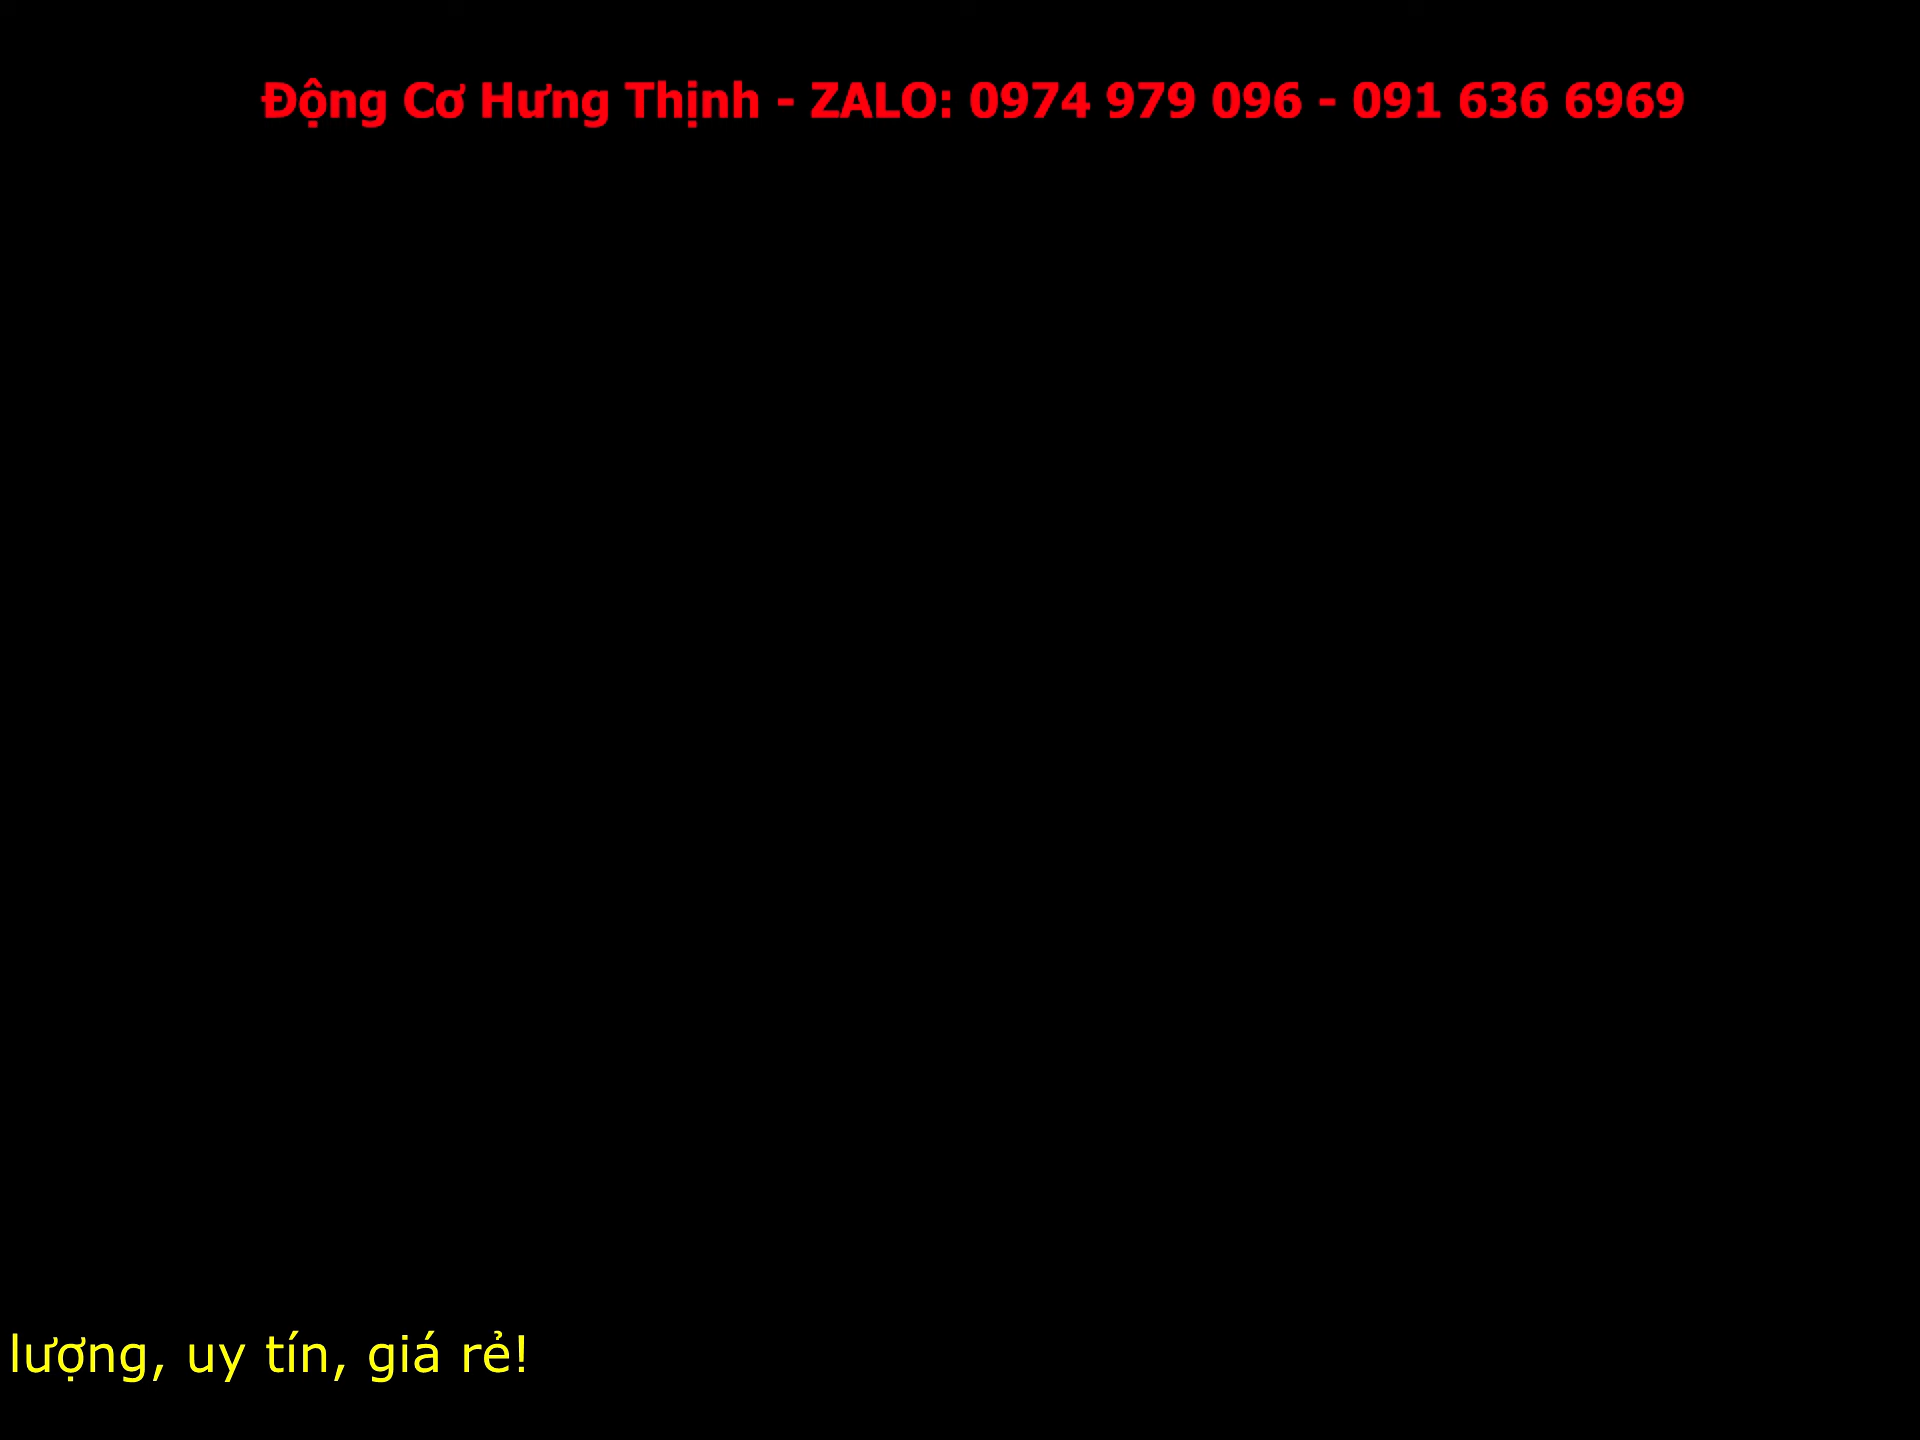 Động Cơ Hưng Thịnh - ZALO: 0974 979 096 - 091 636 6969
lượng, uy tín, giá rẻ!